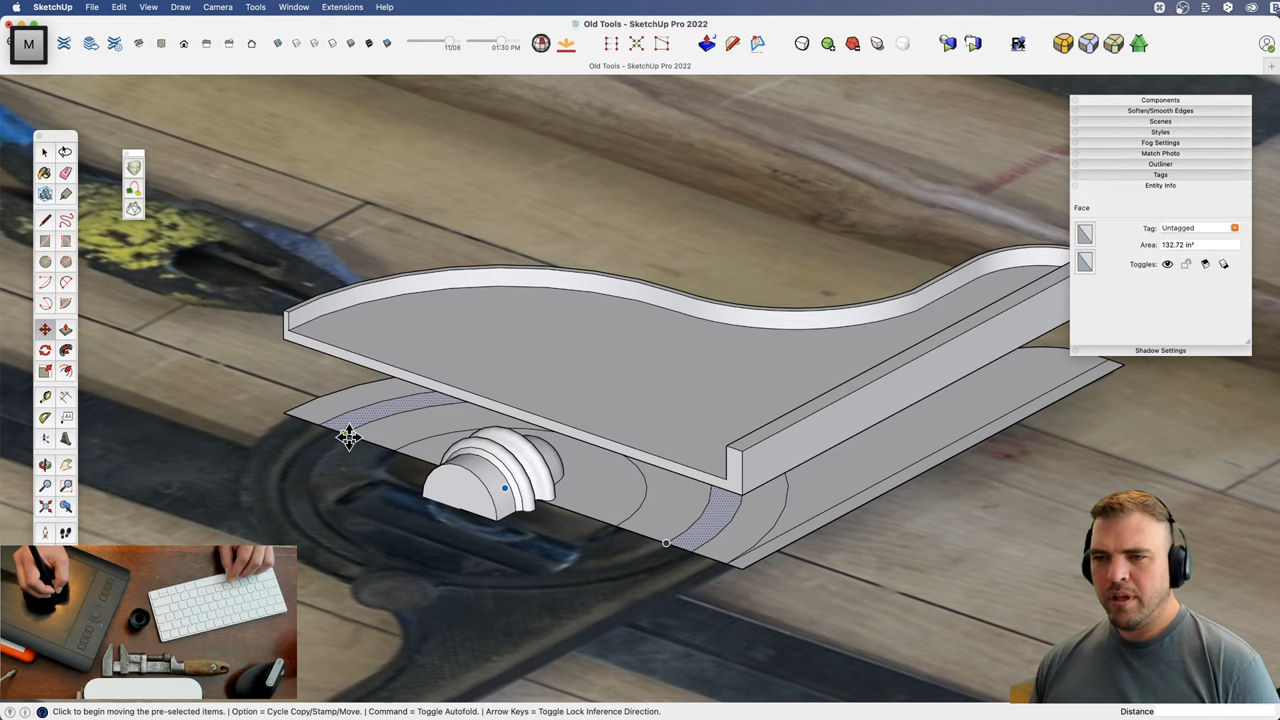 SketchUp File Edit View Draw Camera Tools Window Extensions Help
Old Tools - SketchUp Pro 2022
M
11/08 01:30 PM
Old Tools - SketchUp Pro 2022
Components
Soften/Smooth Edges
Scenes
Styles
Fog Settings
Match Photo
Outliner
Tags
Entity Info
Face
Tag: Untagged
Area: 132.72 in²
Toggles:
Shadow Settings
Click to begin moving the pre-selected items. | Option = Cycle Copy/Stamp/Move. | Command = Toggle Autofold. | Arrow Keys = Toggle Lock Inference Direction. Distance